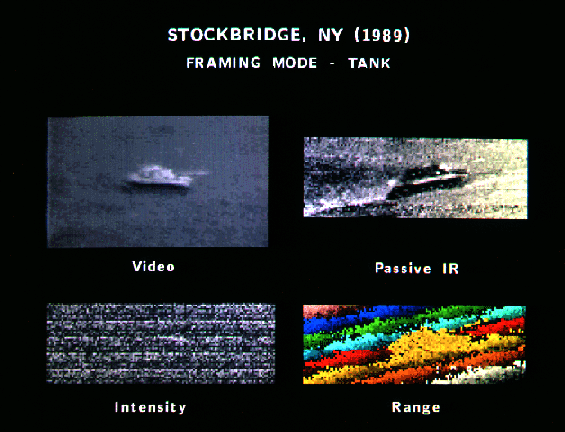 STOCKBRIDGE, NY (1989)
FRAMING MODE - TANK
Video
Passive IR
Intensity
Range